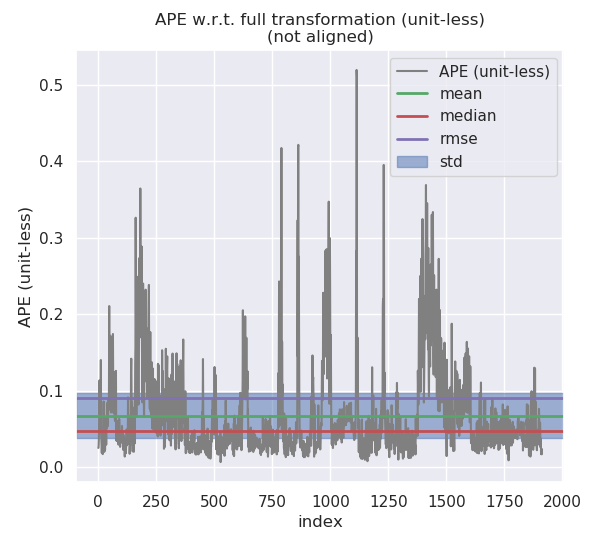 APE w.r.t. full transformation (unit-less)
(not aligned)
APE (unit-less)
mean
median
rmse
std
0.5
0.4
0.3
0.2
0.1
0.0
APE (unit-less)
0 250 500 750 1000 1250 1500 1750 2000
index